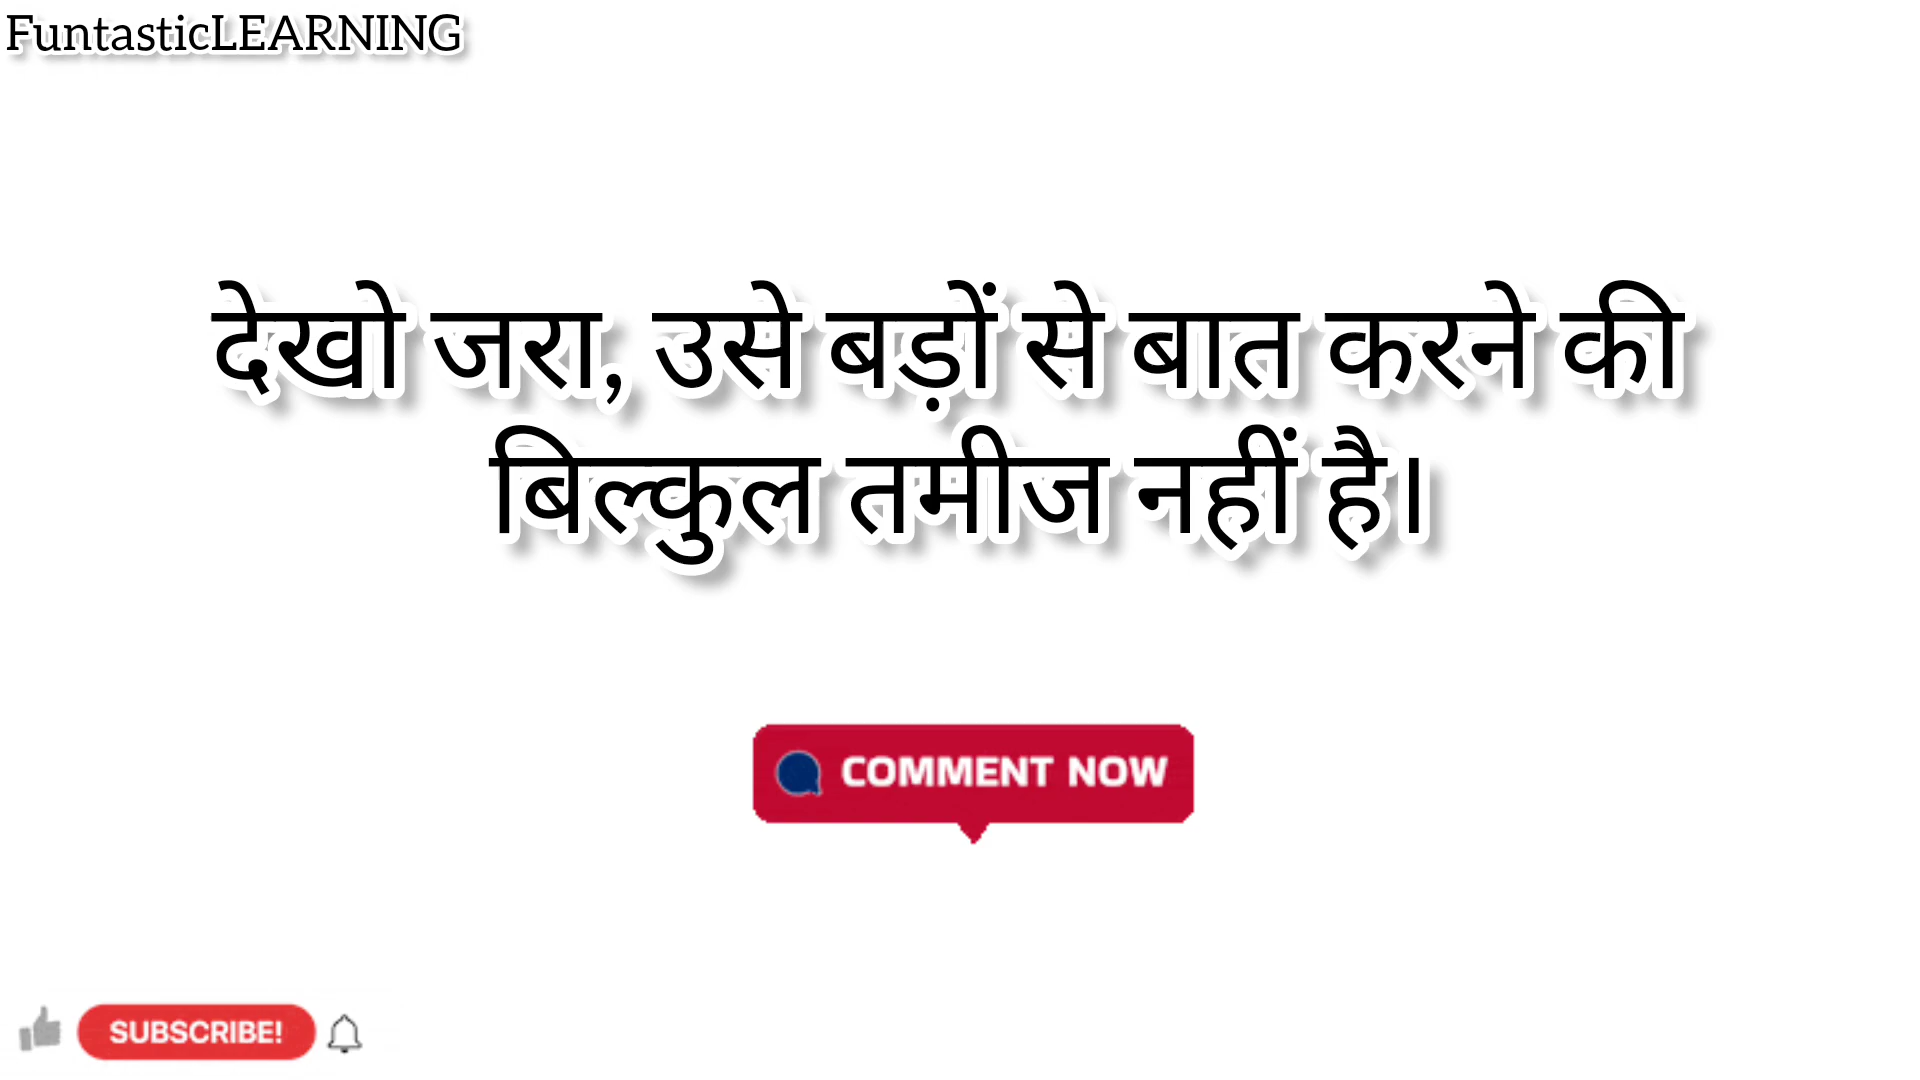 FuntasticLEARNING
देखो जरा, उसे बड़ों से बात करने की
बिल्कुल तमीज नहीं है।
COMMENT NOW
SUBSCRIBE!